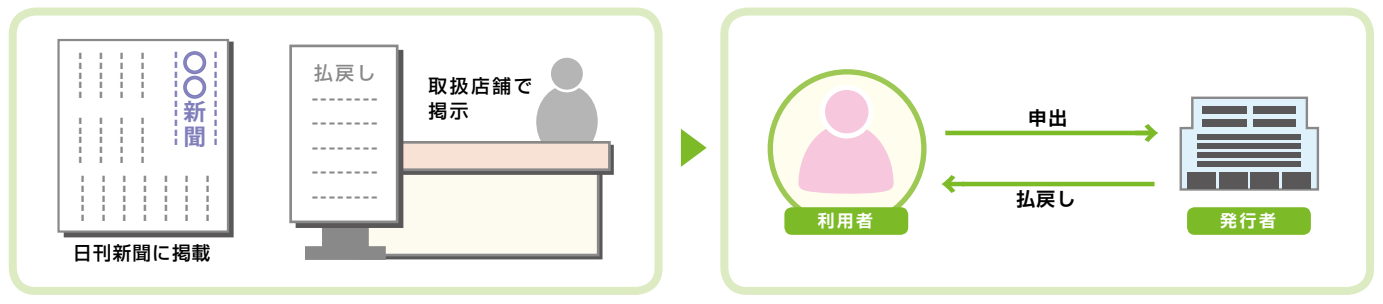 〇〇新聞
日刊新聞に掲載
払戻し
取扱店舗で
掲示
申出
払戻し
利用者
発行者